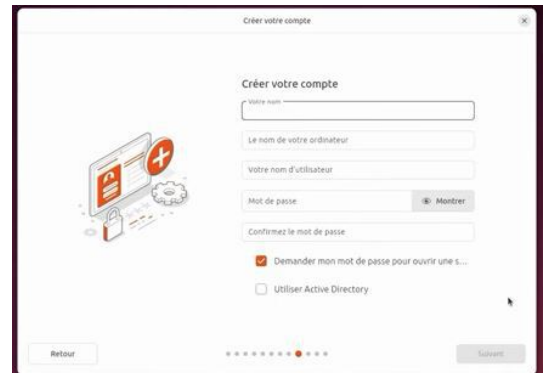 Créer votre compte
Créer votre compte
Votre nom
Le nom de votre ordinateur
Votre nom d'utilisateur
Mot de passe
Montrer
Confirmez le mot de passe
Demander mon mot de passe pour ouvrir une s...
Utiliser Active Directory
Retour
Suivant